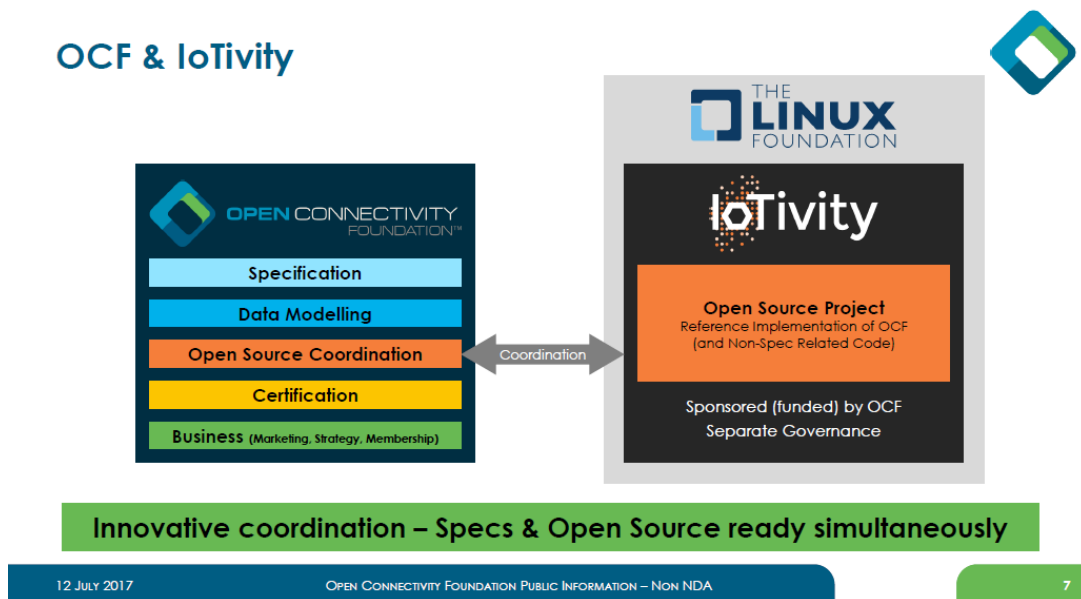 OCF & IoTivity
THE
LINUX
FOUNDATION
OPEN CONNECTIVITY
FOUNDATION™
Specification
Data Modelling
Open Source Coordination
Certification
Business (Marketing, Strategy, Membership)
Coordination
IoTivity
Open Source Project
Reference Implementation of OCF
(and Non-Spec Related Code)
Sponsored (funded) by OCF
Separate Governance
Innovative coordination – Specs & Open Source ready simultaneously
12 July 2017
Open Connectivity Foundation Public Information – Non NDA
7